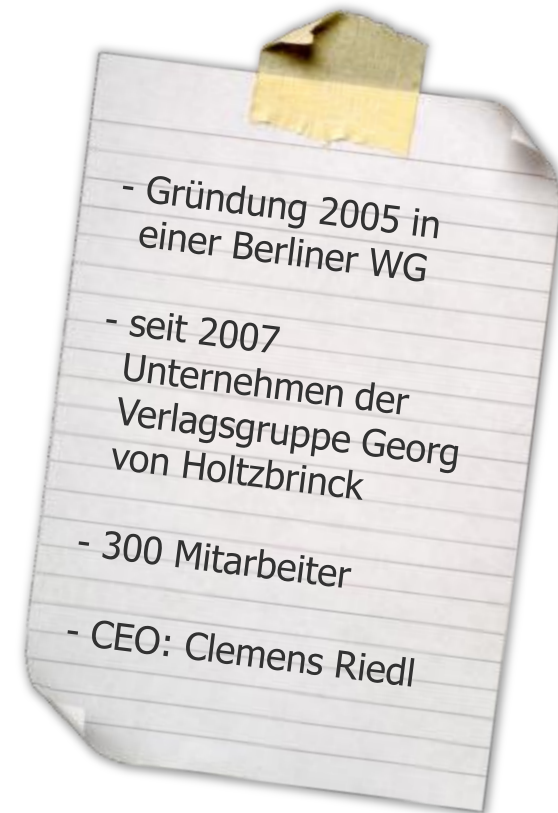 - Gründung 2005 in
einer Berliner WG
- seit 2007
Unternehmen der
Verlagsgruppe Georg
von Holtzbrinck
- 300 Mitarbeiter
- CEO: Clemens Riedl